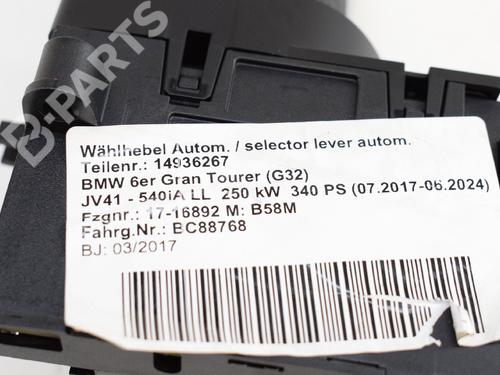 B-PARTS
Wählhebel Autom. / selector lever autom.
Teilenr.: 14936267
BMW 6er Gran Tourer (G32)
JV41 - 540iA LL 250 kW 340 PS (07.2017-06.2024)
Fzgnr.: 17-16892 M: B58M
Fahrg.Nr.: BC88768
BJ: 03/2017